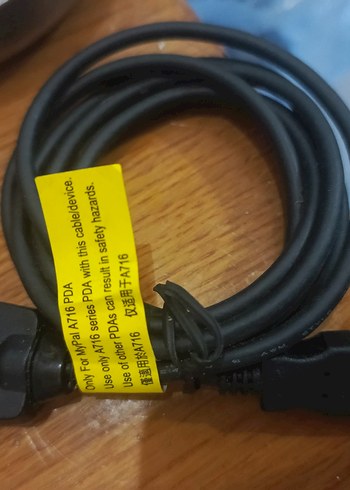 Only For MyPal A716 PDA
Use only A716 series PDA with this cable/device.
Use of other PDAs can result in safety hazards.
僅適用於A716 仅适用于A716